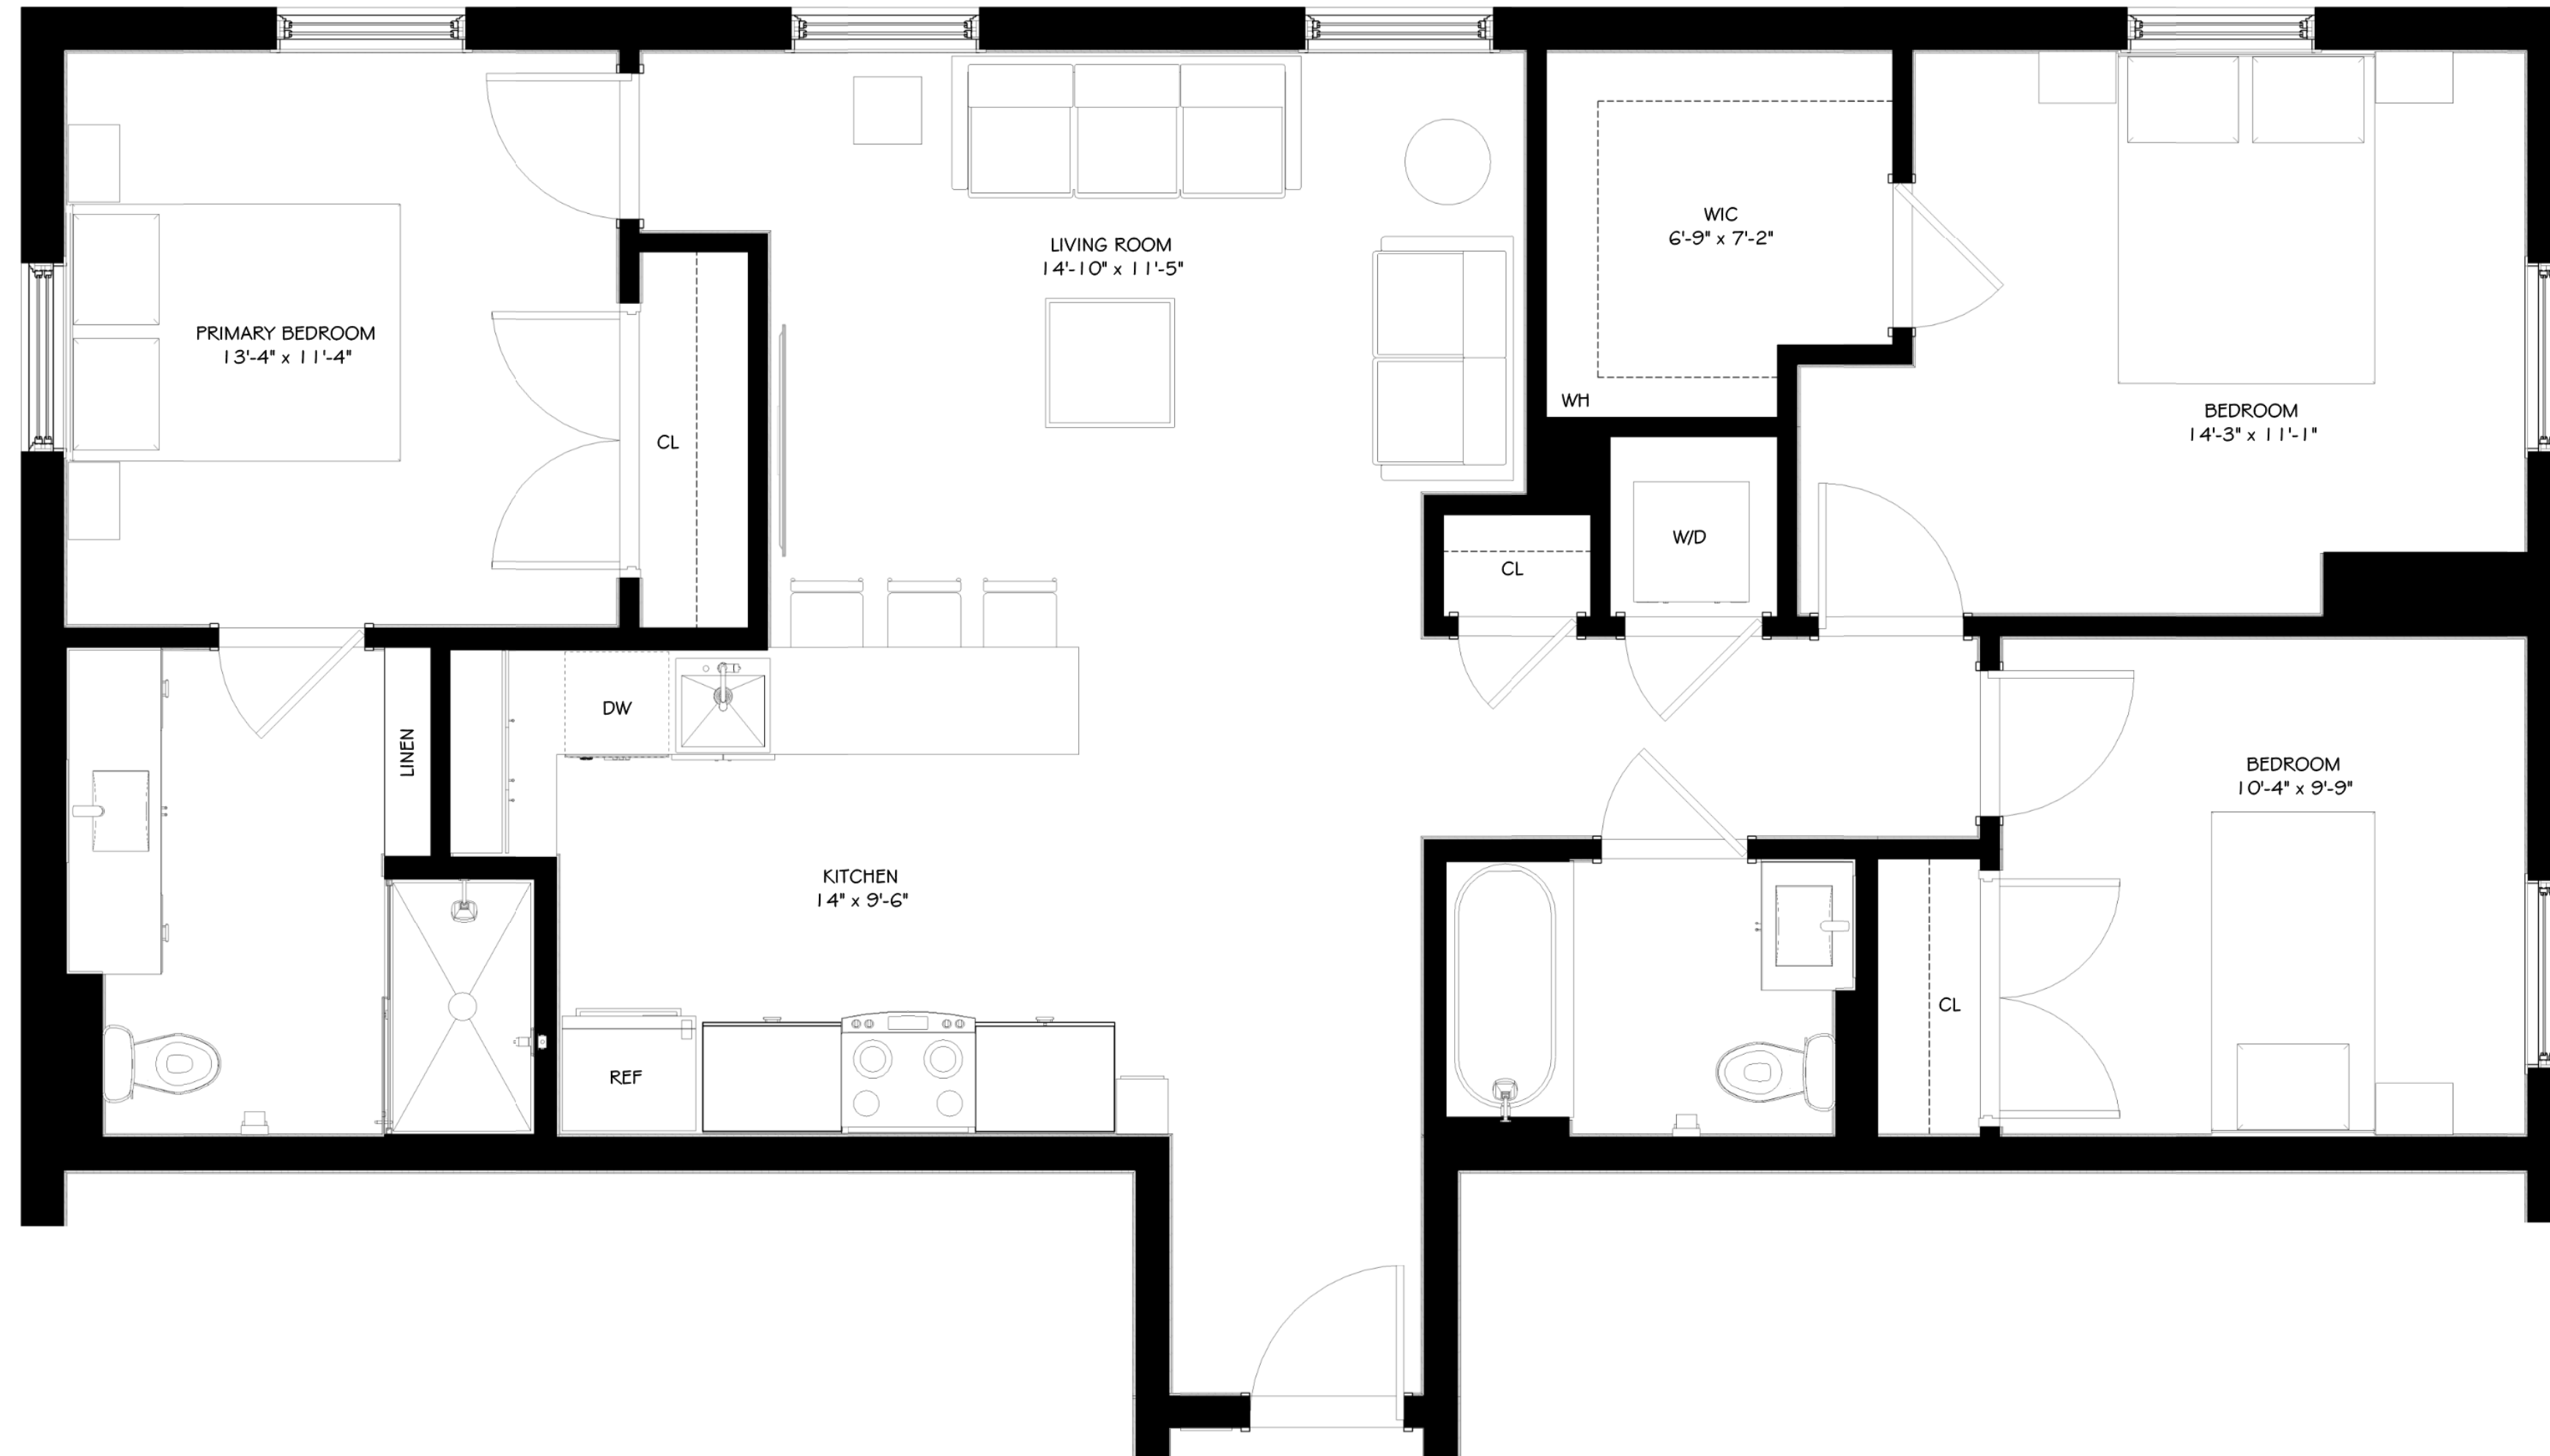 LIVING ROOM
14'-10" x 11'-5"
WIC
6'-9" x 7'-2"
PRIMARY BEDROOM
13'-4" x 11'-4"
CL
WH
BEDROOM
14'-3" x 11'-1"
CL
W/D
DW
LINEN
BEDROOM
10'-4" x 9'-9"
KITCHEN
14" x 9'-6"
CL
REF